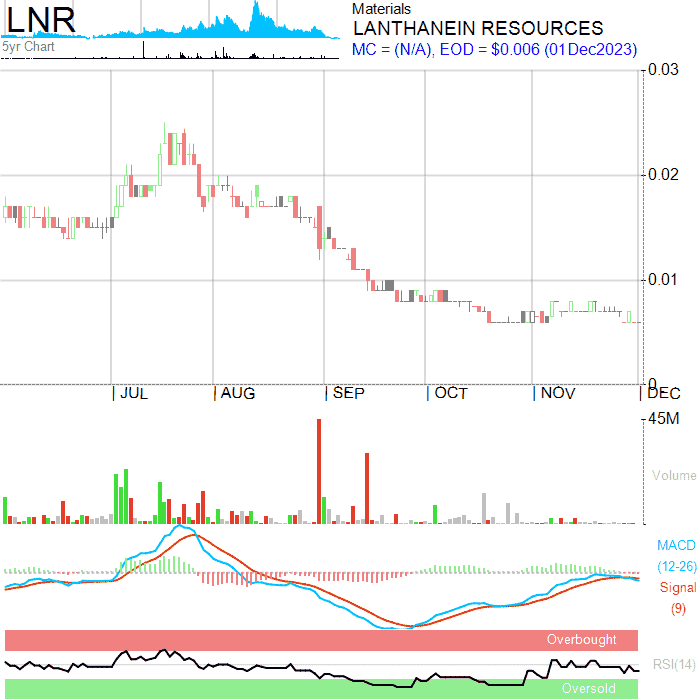 LNR
5yr Chart
Materials
LANTHANEIN RESOURCES
MC = (N/A), EOD = $0.006 (01Dec2023)
0.03
0.02
0.01
0
| JUL | AUG | SEP | OCT | NOV | DEC
45M
Volume
MACD
(12-26)
Signal
(9)
Overbought
RSI(14)
Oversold